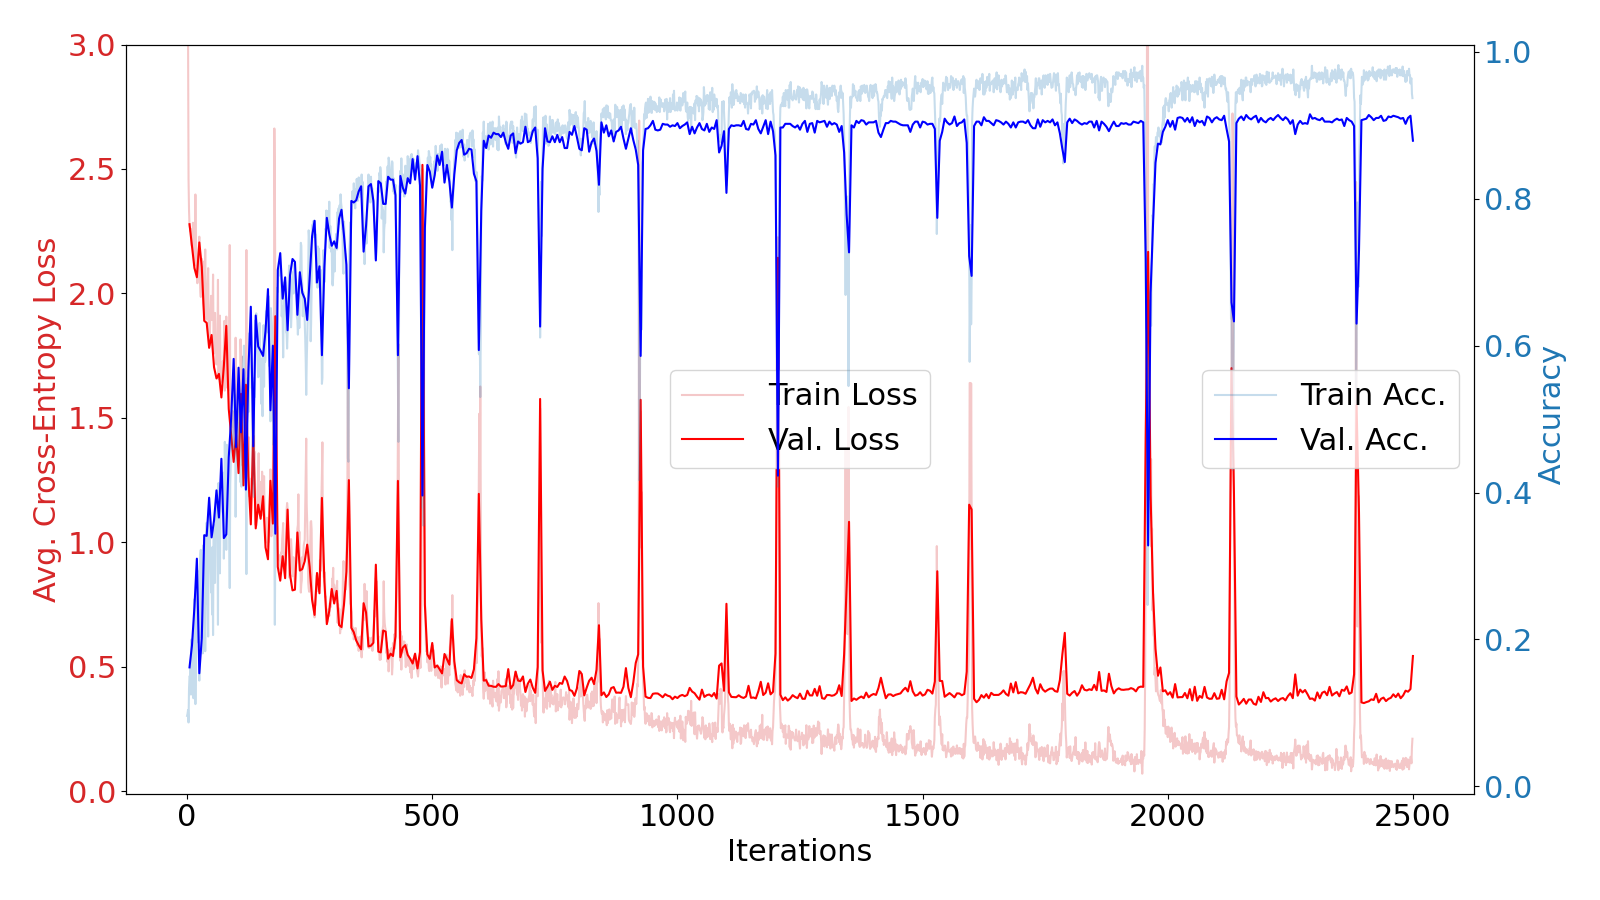 Avg. Cross-Entropy Loss
3.0
2.5
2.0
1.5
1.0
0.5
0.0
0
500
1000
1500
2000
2500
Iterations
Train Loss
Val. Loss
Train Acc.
Val. Acc.
1.0
0.8
0.6
0.4
0.2
0.0
Accuracy